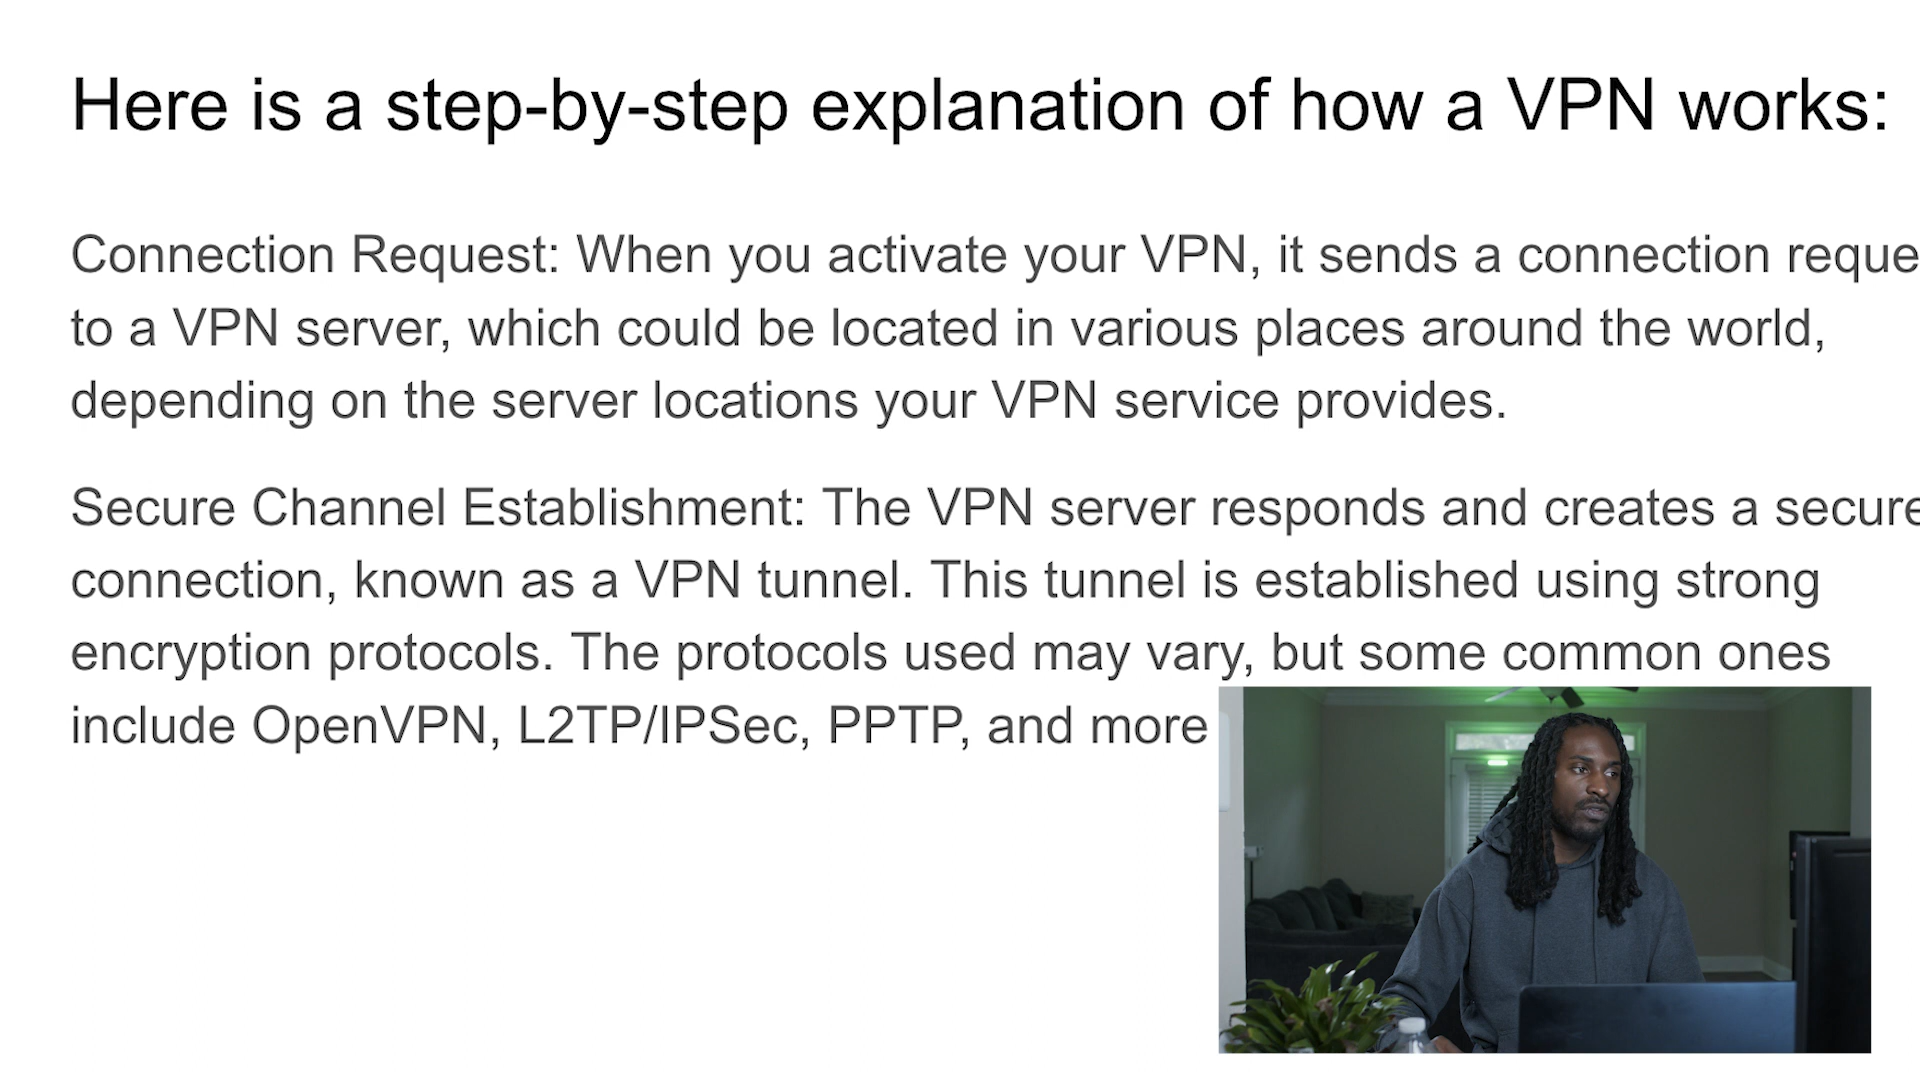 Here is a step-by-step explanation of how a VPN works:
Connection Request: When you activate your VPN, it sends a connection reque
to a VPN server, which could be located in various places around the world,
depending on the server locations your VPN service provides.
Secure Channel Establishment: The VPN server responds and creates a secure
connection, known as a VPN tunnel. This tunnel is established using strong
encryption protocols. The protocols used may vary, but some common ones
include OpenVPN, L2TP/IPSec, PPTP, and more